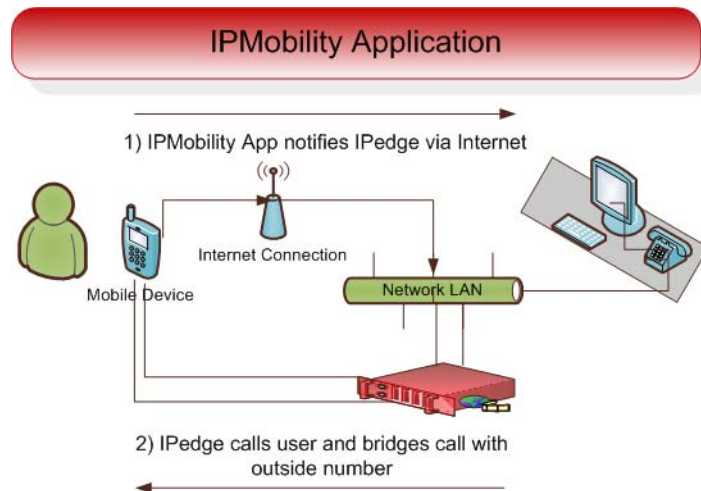 IPMobility Application
1) IPMobility App notifies IPedge via Internet
Internet Connection
Mobile Device
Network LAN
2) IPedge calls user and bridges call with
outside number